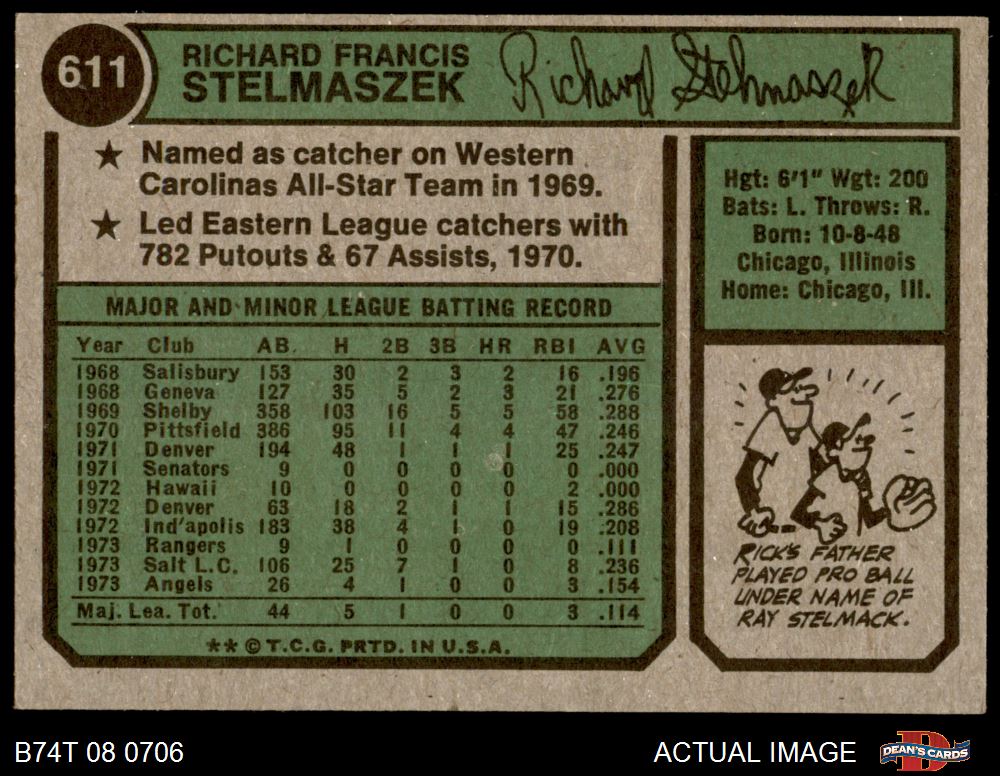 611
RICHARD FRANCIS
STELMASZEK
Richard Stelmaszek
★ Named as catcher on Western
Carolinas All-Star Team in 1969.
★ Led Eastern League catchers with
782 Putouts & 67 Assists, 1970.
MAJOR AND MINOR LEAGUE BATTING RECORD
Year Club AB. H 2B 3B HR RBI AVG
1968 Salisbury 153 30 2 3 2 16 .196
1968 Geneva 127 35 5 2 3 21 .276
1969 Shelby 358 103 16 5 5 58 .288
1970 Pittsfield 386 95 11 4 4 47 .246
1971 Denver 194 48 1 1 1 25 .247
1971 Senators 9 0 0 0 0 0 .000
1972 Hawaii 10 0 0 0 0 2 .000
1972 Denver 63 18 2 1 1 15 .286
1972 Ind'apolis 183 38 4 1 0 19 .208
1973 Rangers 9 1 0 0 0 0 .111
1973 Salt L.C. 106 25 7 1 0 8 .236
1973 Angels 26 4 1 0 0 3 .154
Maj. Lea. Tot. 44 5 1 0 0 3 .114
** © T.C.G. PRTD. IN U.S.A.
Hgt: 6'1" Wgt: 200
Bats: L. Throws: R.
Born: 10-8-48
Chicago, Illinois
Home: Chicago, Ill.
RICK'S FATHER
PLAYED PRO BALL
UNDER NAME OF
RAY STELMACK.
B74T 08 0706
ACTUAL IMAGE
DEAN'S CARDS